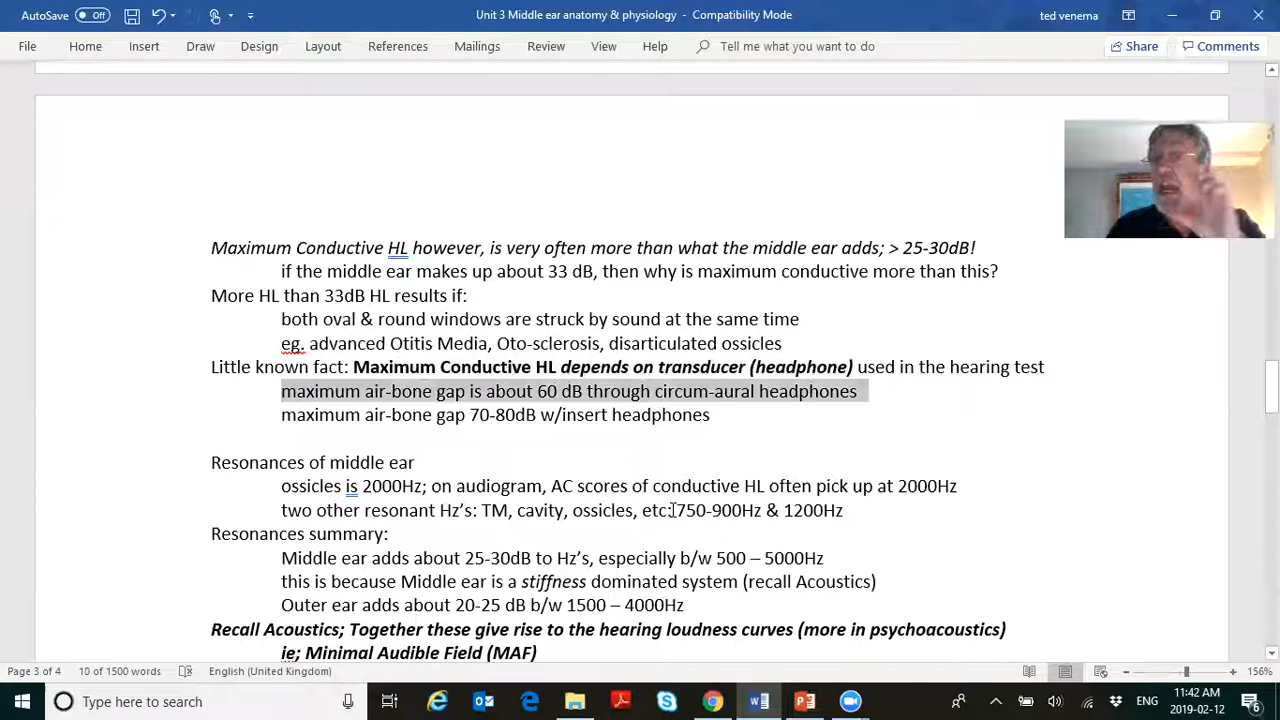 AutoSave Off
Unit 3 Middle ear anatomy & physiology - Compatibility Mode
ted venema
File Home Insert Draw Design Layout References Mailings Review View Help Tell me what you want to do Share Comments
Maximum Conductive HL however, is very often more than what the middle ear adds; > 25-30dB!
if the middle ear makes up about 33 dB, then why is maximum conductive more than this?
More HL than 33dB HL results if:
both oval & round windows are struck by sound at the same time
eg. advanced Otitis Media, Oto-sclerosis, disarticulated ossicles
Little known fact: Maximum Conductive HL depends on transducer (headphone) used in the hearing test
maximum air-bone gap is about 60 dB through circum-aural headphones
maximum air-bone gap 70-80dB w/insert headphones
Resonances of middle ear
ossicles is 2000Hz; on audiogram, AC scores of conductive HL often pick up at 2000Hz
two other resonant Hz's: TM, cavity, ossicles, etc: 750-900Hz & 1200Hz
Resonances summary:
Middle ear adds about 25-30dB to Hz's, especially b/w 500 – 5000Hz
this is because Middle ear is a stiffness dominated system (recall Acoustics)
Outer ear adds about 20-25 dB b/w 1500 – 4000Hz
Recall Acoustics; Together these give rise to the hearing loudness curves (more in psychoacoustics)
ie; Minimal Audible Field (MAF)
Page 3 of 4 10 of 1500 words English (United Kingdom) 156%
Type here to search
ENG
11:42 AM
2019-02-12
6